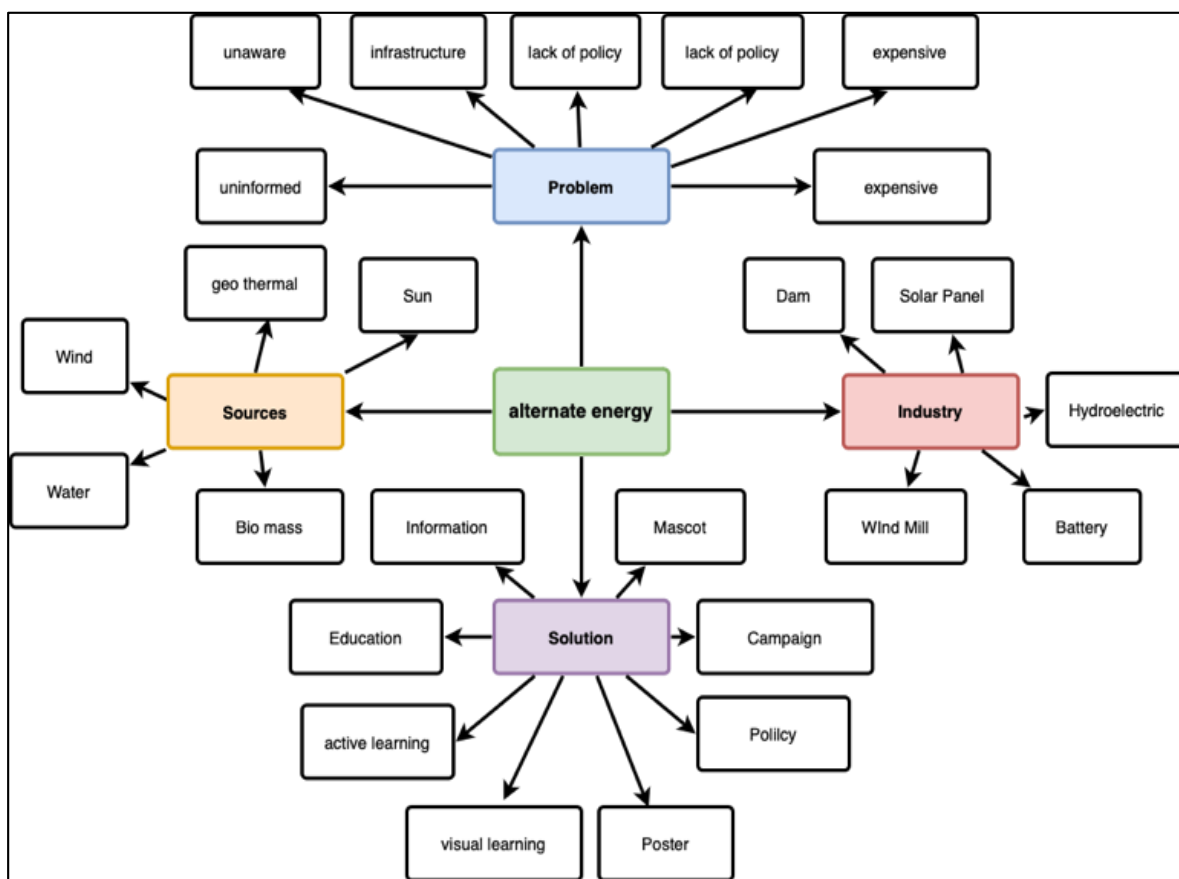 unaware
infrastructure
lack of policy
lack of policy
expensive
uninformed
Problem
expensive
geo thermal
Sun
Dam
Solar Panel
Wind
Sources
alternate energy
Industry
Hydroelectric
Water
Bio mass
Information
Mascot
WInd Mill
Battery
Education
Solution
Campaign
active learning
Polilcy
visual learning
Poster